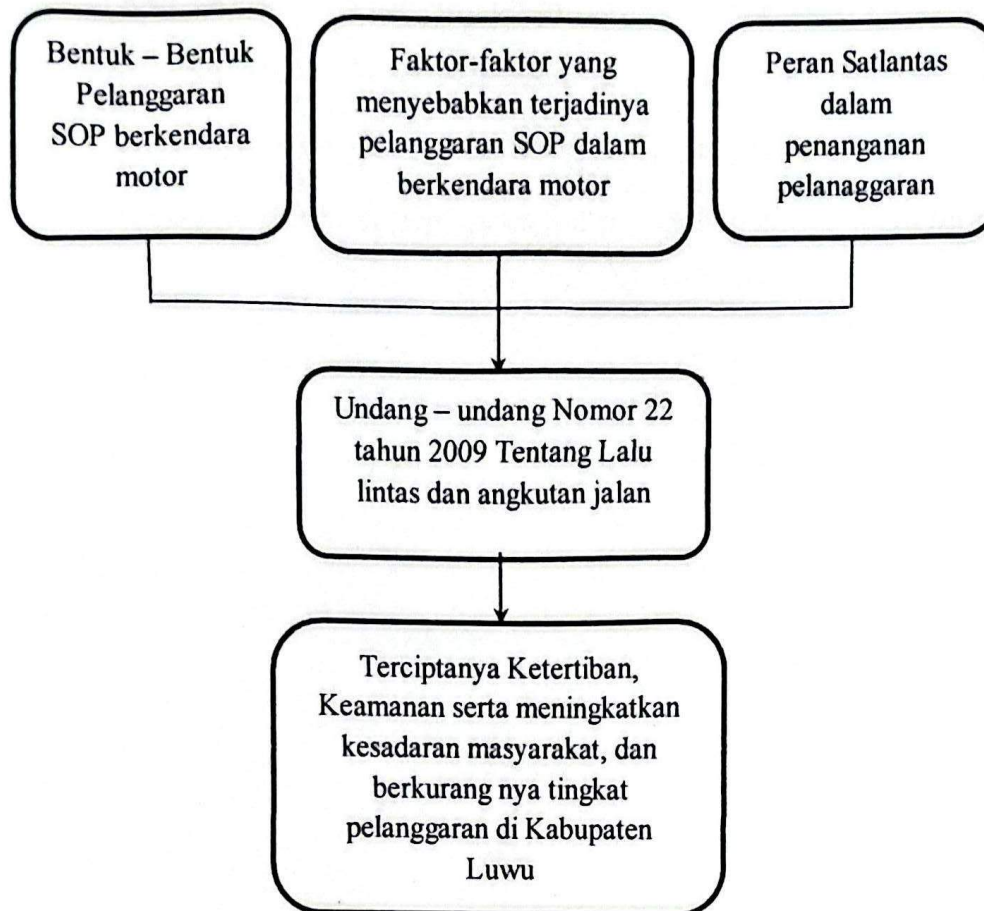 Bentuk – Bentuk
Pelanggaran
SOP berkendara
motor
Faktor-faktor yang
menyebabkan terjadinya
pelanggaran SOP dalam
berkendara motor
Peran Satlantas
dalam
penanganan
pelanaggaran
Undang – undang Nomor 22
tahun 2009 Tentang Lalu
lintas dan angkutan jalan
Terciptanya Ketertiban,
Keamanan serta meningkatkan
kesadaran masyarakat, dan
berkurang nya tingkat
pelanggaran di Kabupaten
Luwu